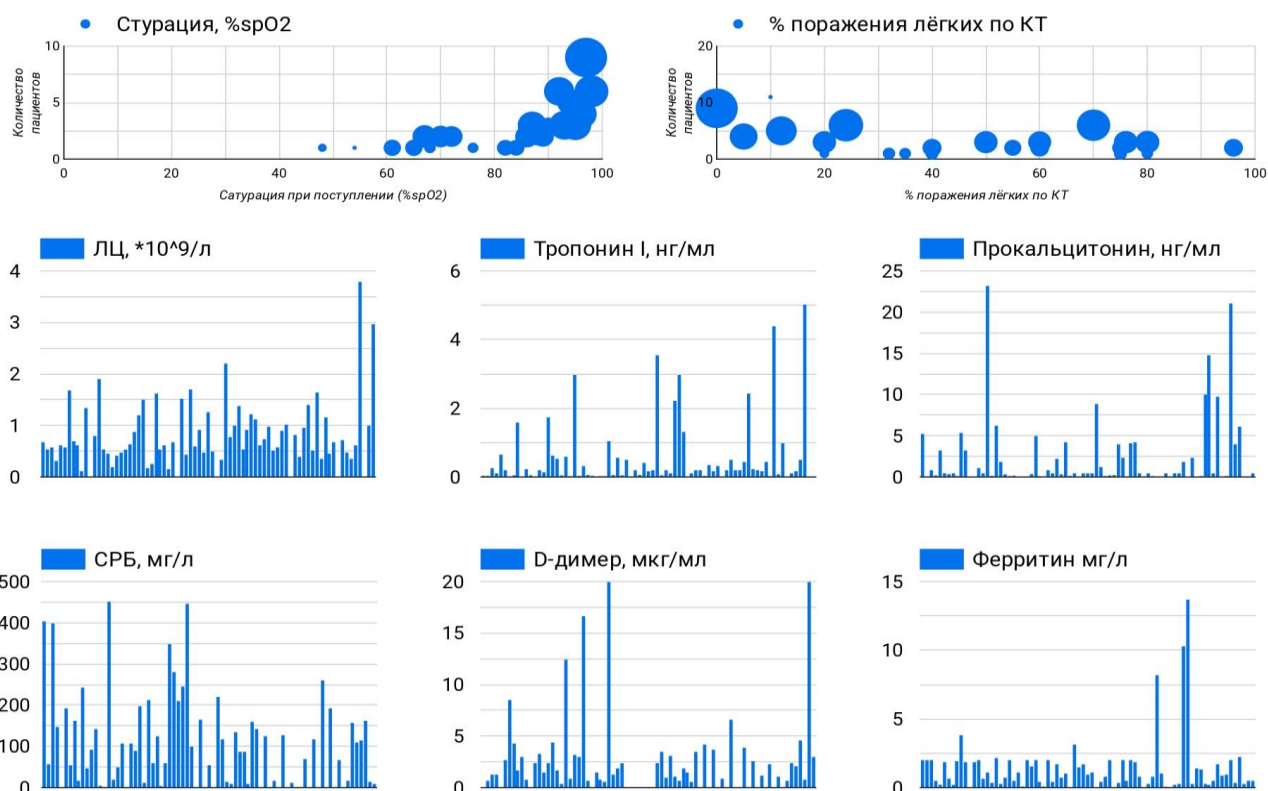 Стурация, %spO2
10
5
0
Количество
пациентов
0 20 40 60 80 100
Сатурация при поступлении (%spO2)
% поражения лёгких по КТ
20
10
0
Количество
пациентов
0 20 40 60 80 100
% поражения лёгких по КТ
ЛЦ, *10^9/л
4
3
2
1
0
Тропонин I, нг/мл
6
4
2
0
Прокальцитонин, нг/мл
25
20
15
10
5
0
СРБ, мг/л
500
400
300
200
100
0
D-димер, мкг/мл
20
15
10
5
0
Ферритин мг/л
15
10
5
0